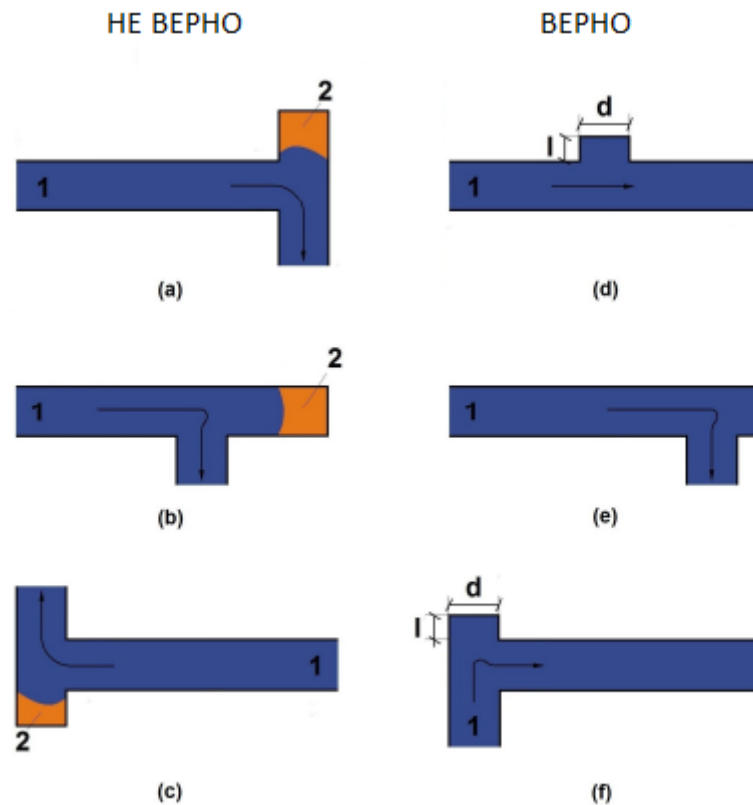 НЕ ВЕРНО ВЕРНО
2 d
l
1 1
(a) (d)
2
1 1
(b) (e)
d
l
1
2 1
(c) (f)